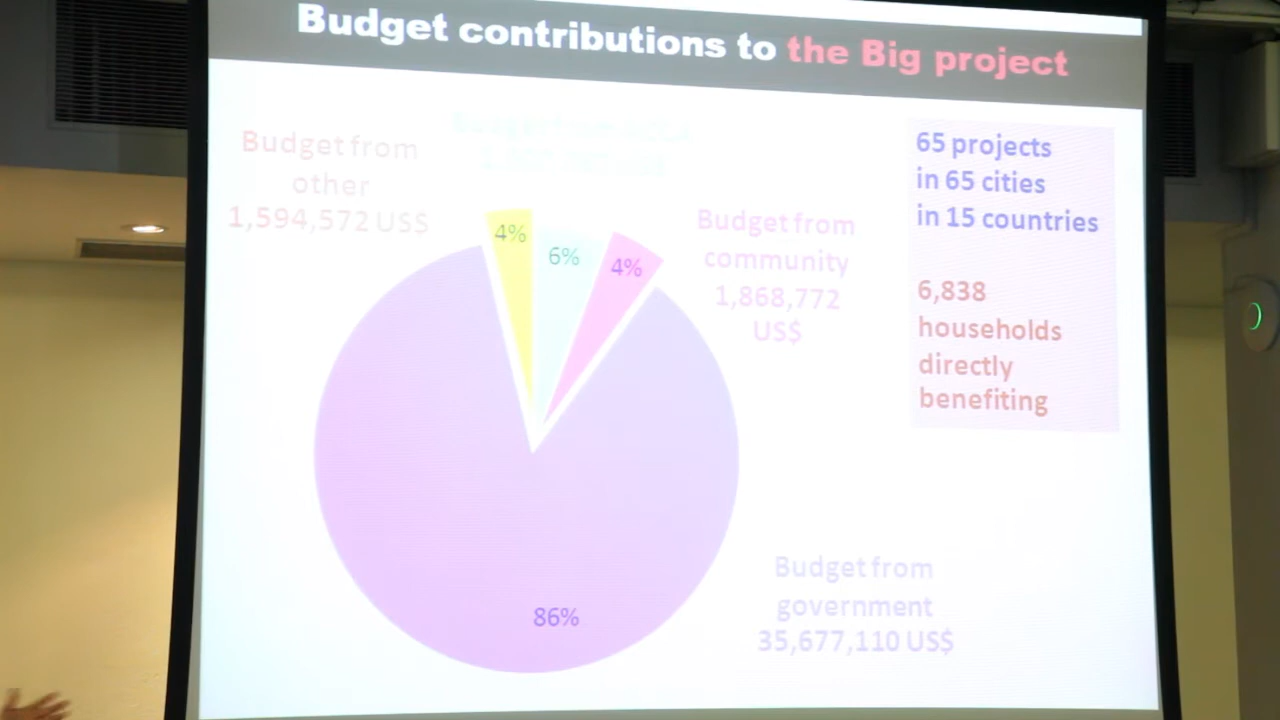 Budget contributions to the Big project
Budget from
other
1,594,572 US$
Budget from
4%
6%
4%
Budget from
community
1,868,772
US$
65 projects
in 65 cities
in 15 countries
6,838
households
directly
benefiting
86%
Budget from
government
35,677,110 US$